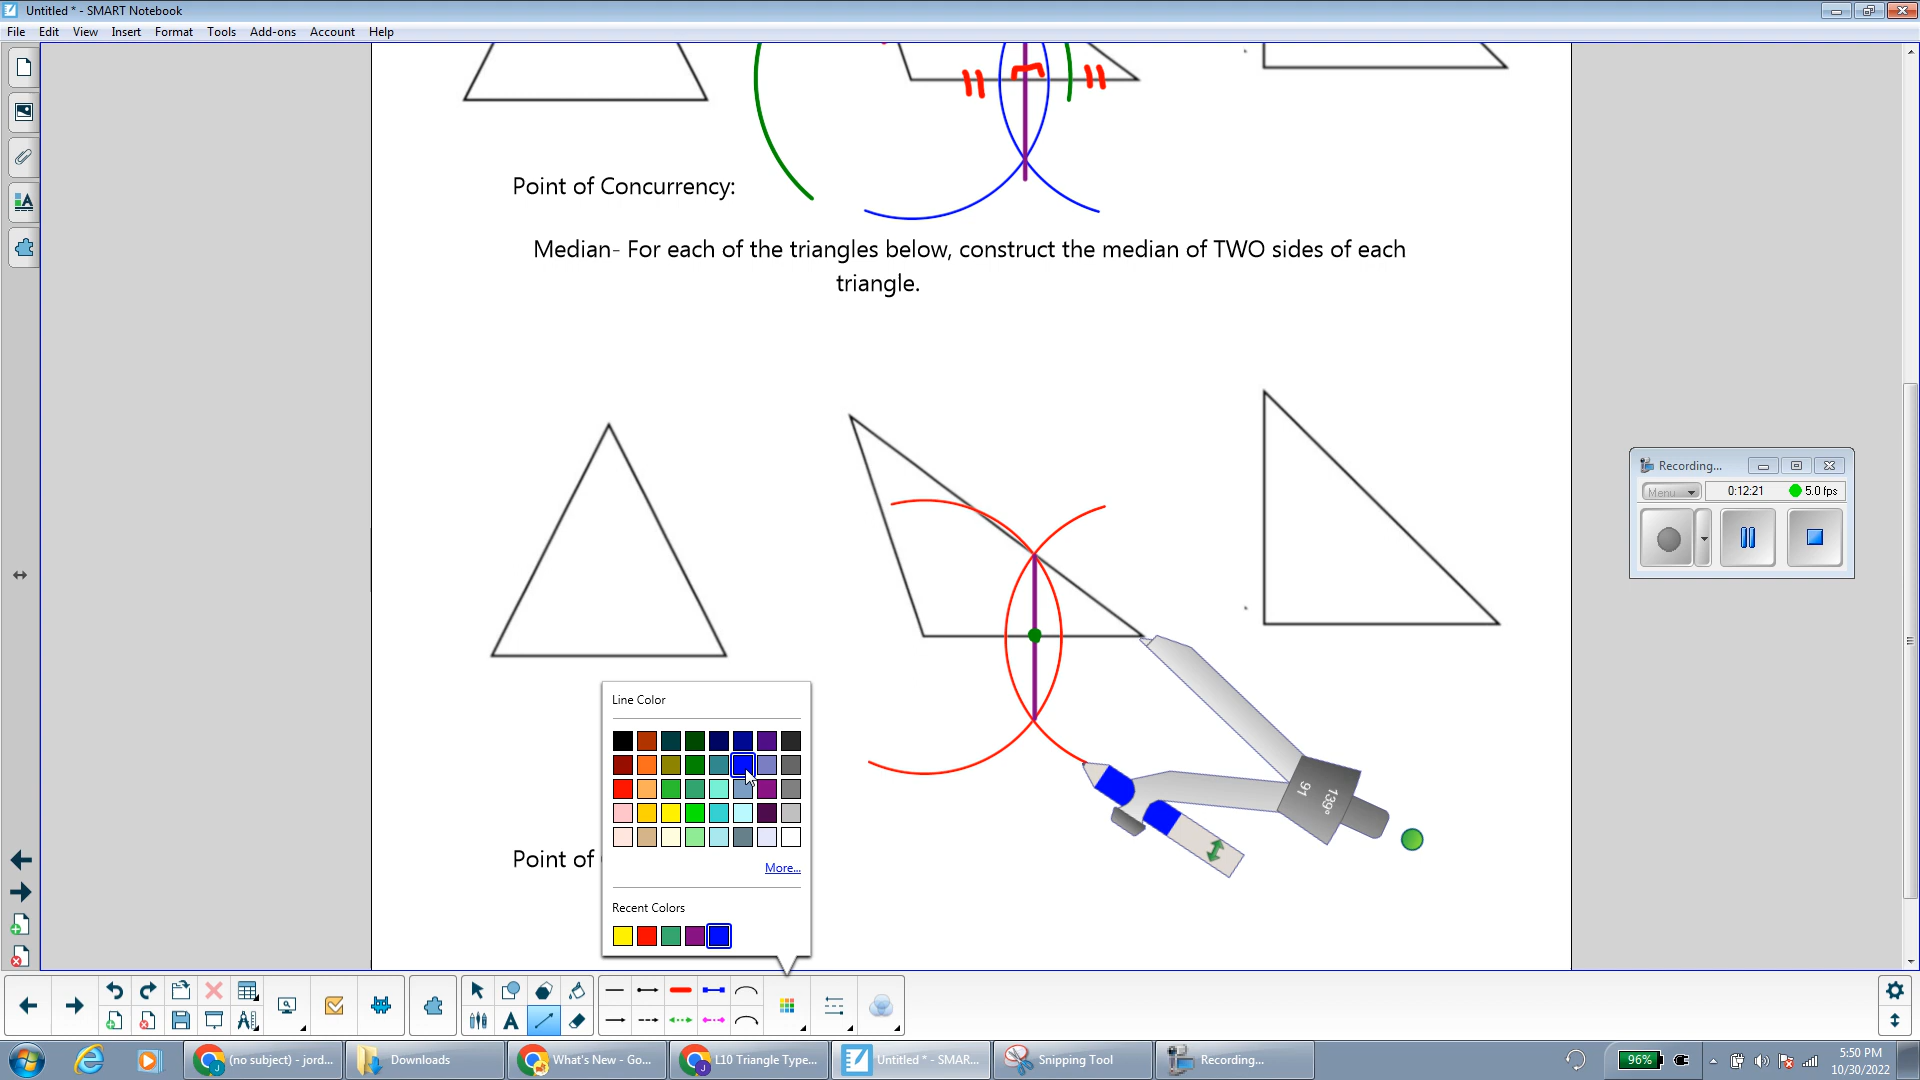 Untitled * - SMART Notebook
File Edit View Insert Format Tools Add-ons Account Help
Point of Concurrency:
Median- For each of the triangles below, construct the median of TWO sides of each
triangle.
Recording...
Menu 0:12:21 5.0 fps
139°
91
Line Color
More...
Recent Colors
Point of
A
(no subject) - jord...
Downloads
What's New - Go...
L10 Triangle Type...
Untitled * - SMAR...
Snipping Tool
Recording...
96%
5:50 PM
10/30/2022